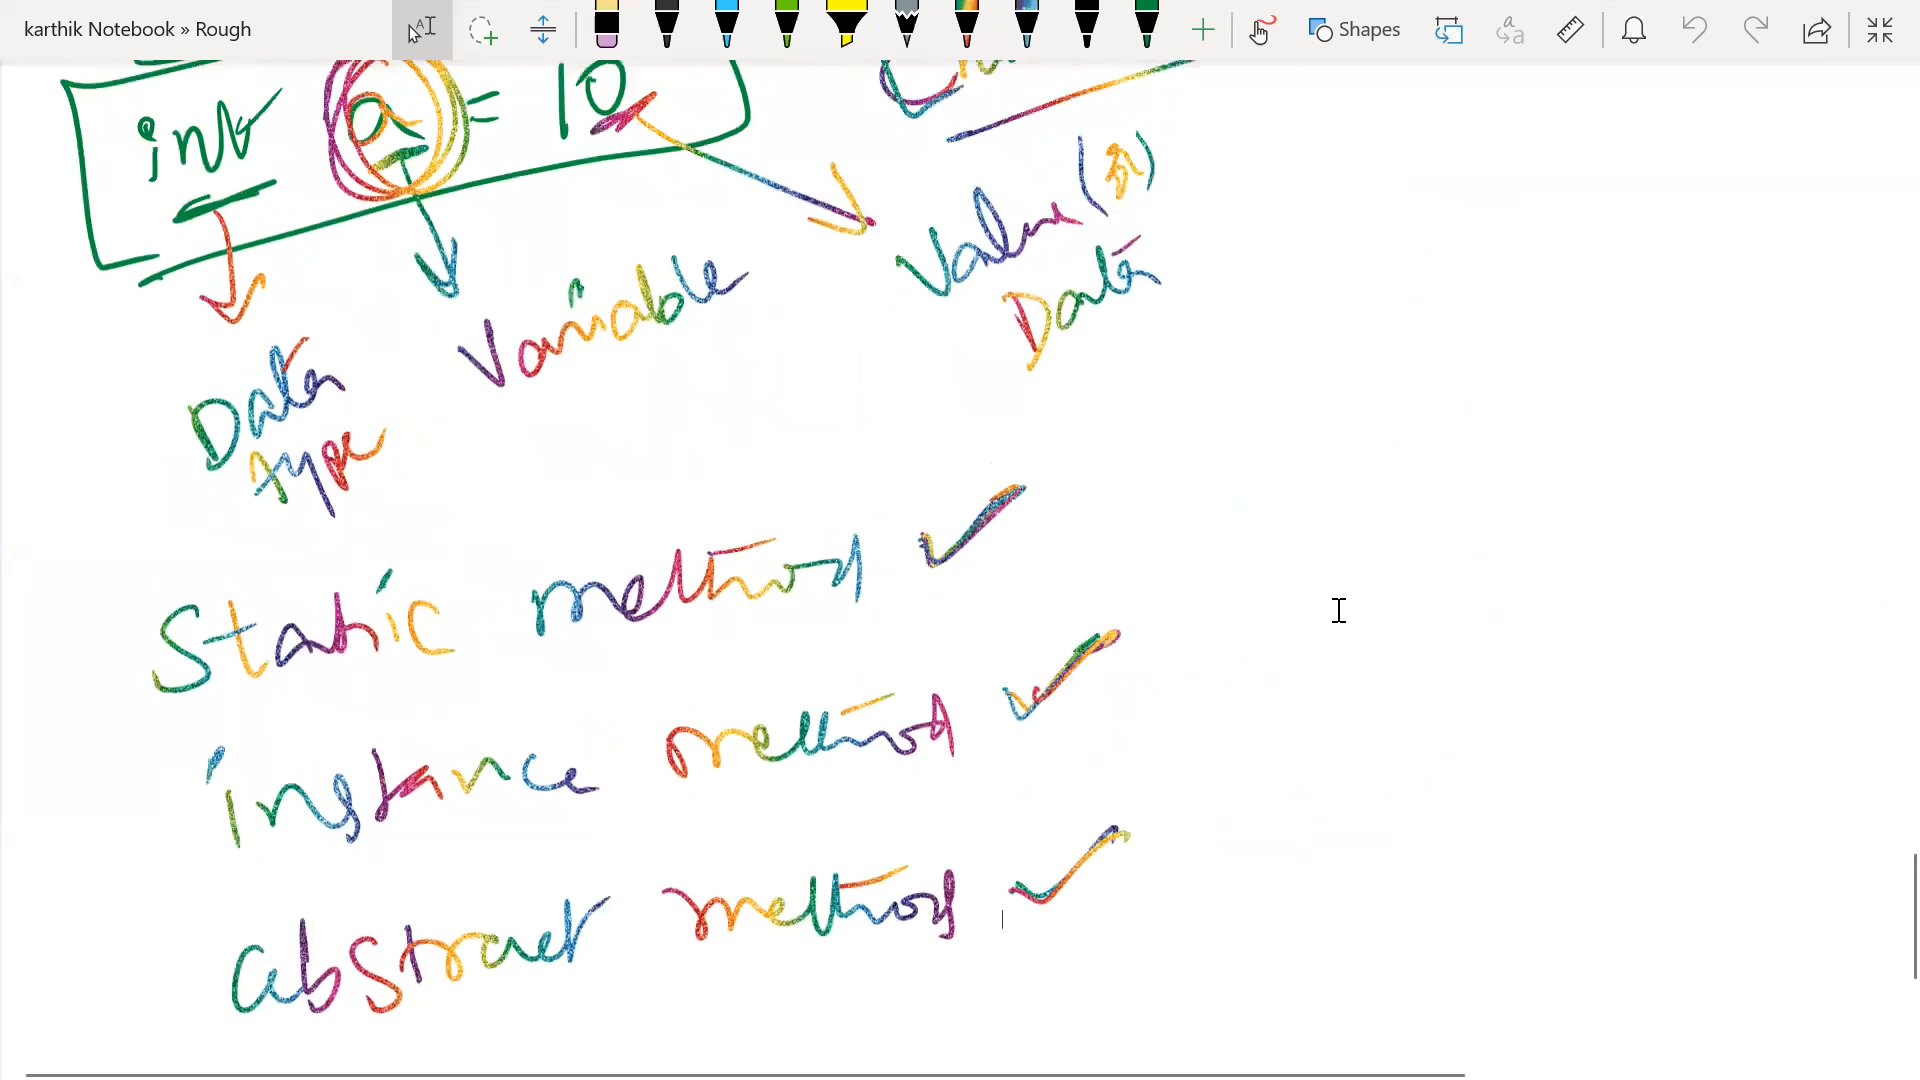 karthik Notebook » Rough
Shapes
int a = 10
Value(s)
Data
Variable
Data
type
Static method
instance method
abstract method